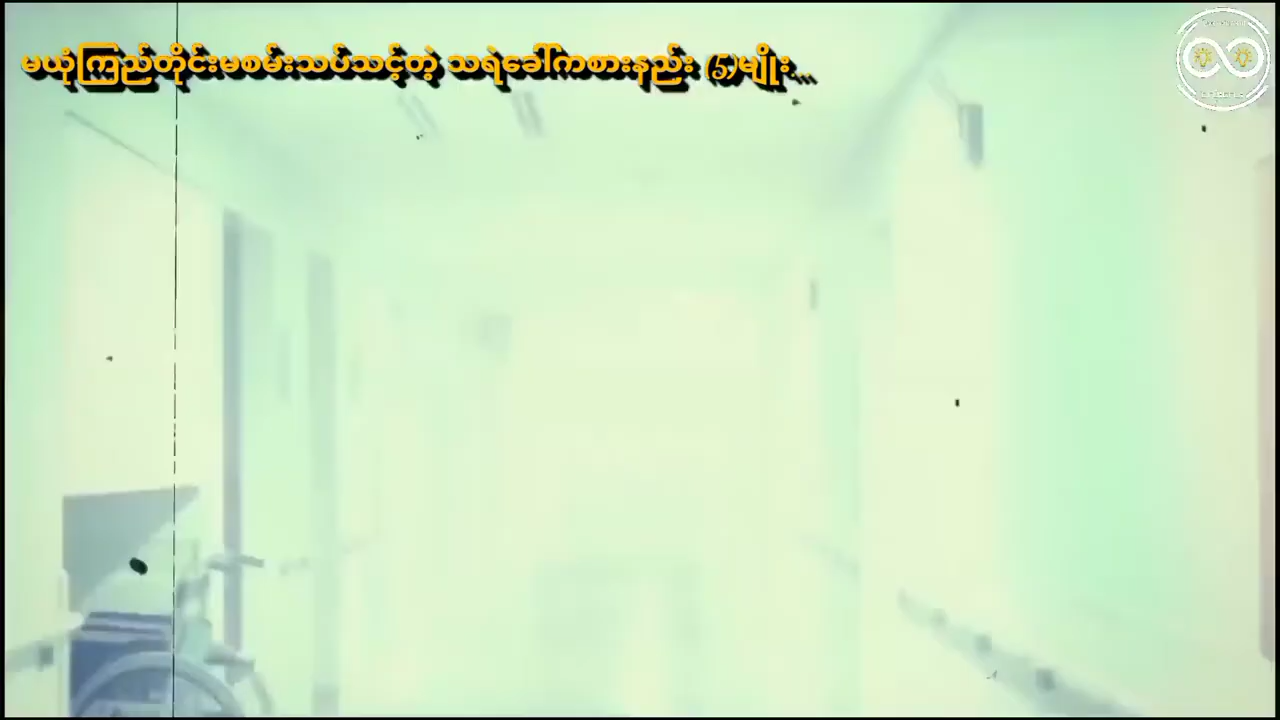 မယုံကြည်တိုင်းမစမ်းသပ်သင့်တဲ့ သရဲခေါ်ကစားနည်း (၅)မျိုး...